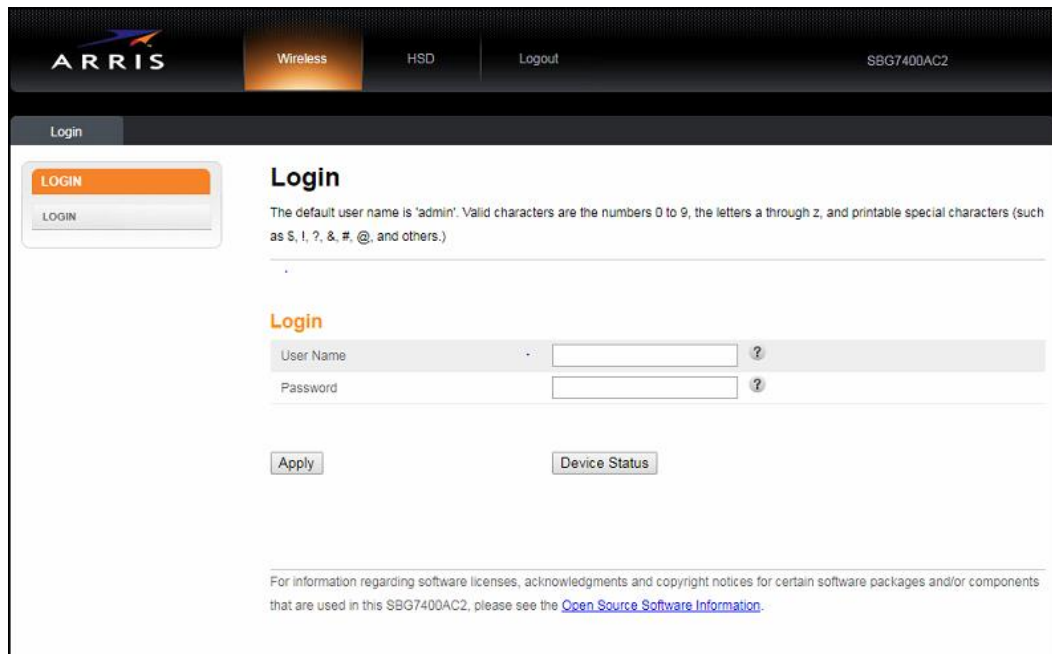 ARRIS
Wireless
HSD
Logout
SBG7400AC2
Login
LOGIN
LOGIN
Login
The default user name is 'admin'. Valid characters are the numbers 0 to 9, the letters a through z, and printable special characters (such
as $, !, ?, &, #, @, and others.)
Login
User Name
?
Password
?
Apply
Device Status
For information regarding software licenses, acknowledgments and copyright notices for certain software packages and/or components
that are used in this SBG7400AC2, please see the Open Source Software Information.